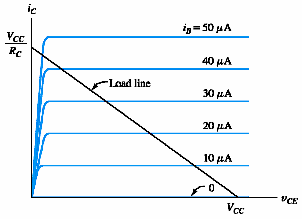 i_C
i_B = 50 μA
V_CC
R_C
40 μA
Load line
30 μA
20 μA
10 μA
0
V_CC
v_CE